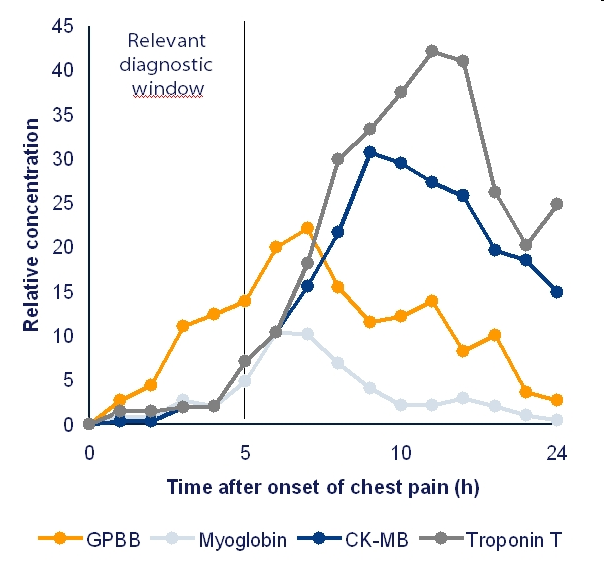 45
40
35
30
25
20
15
10
5
0
Relative concentration
Relevant
diagnostic
window
0 5 10 24
Time after onset of chest pain (h)
GPBB Myoglobin CK-MB Troponin T